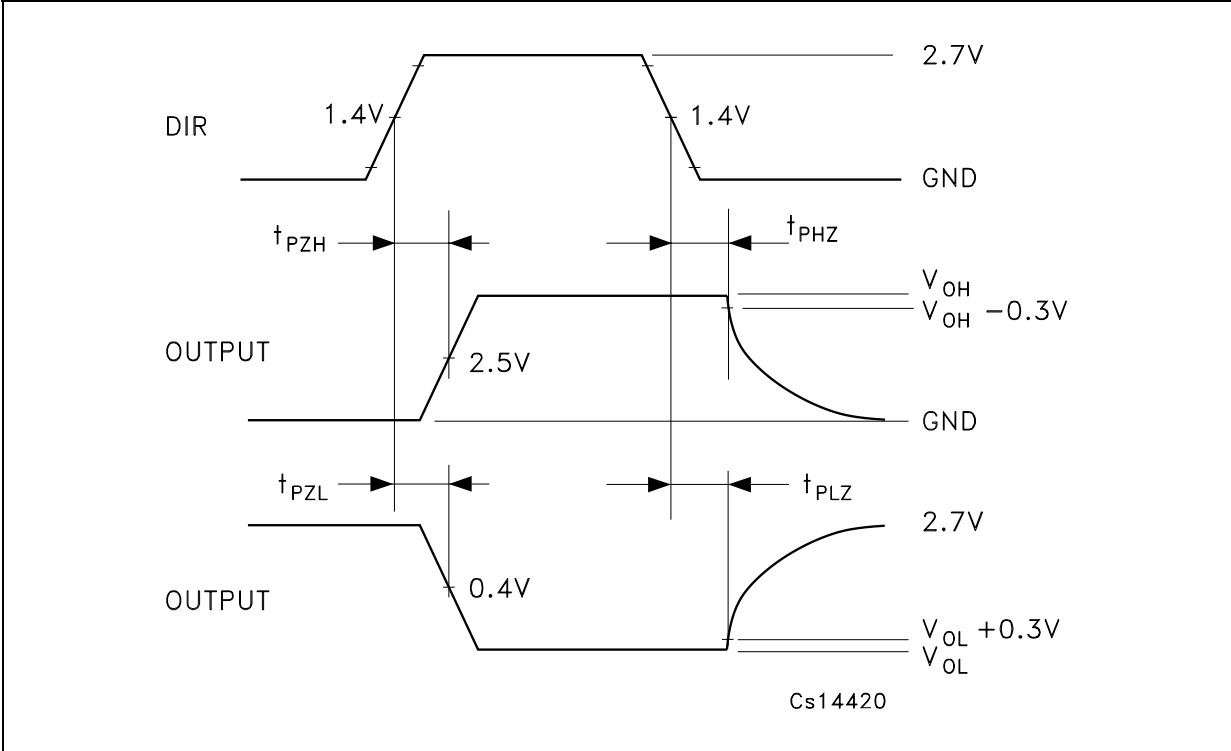 2.7V
1.4V
1.4V
DIR
GND
tPZH
tPHZ
VOH
VOH −0.3V
OUTPUT
2.5V
GND
tPZL
tPLZ
2.7V
0.4V
OUTPUT
VOL +0.3V
VOL
Cs14420